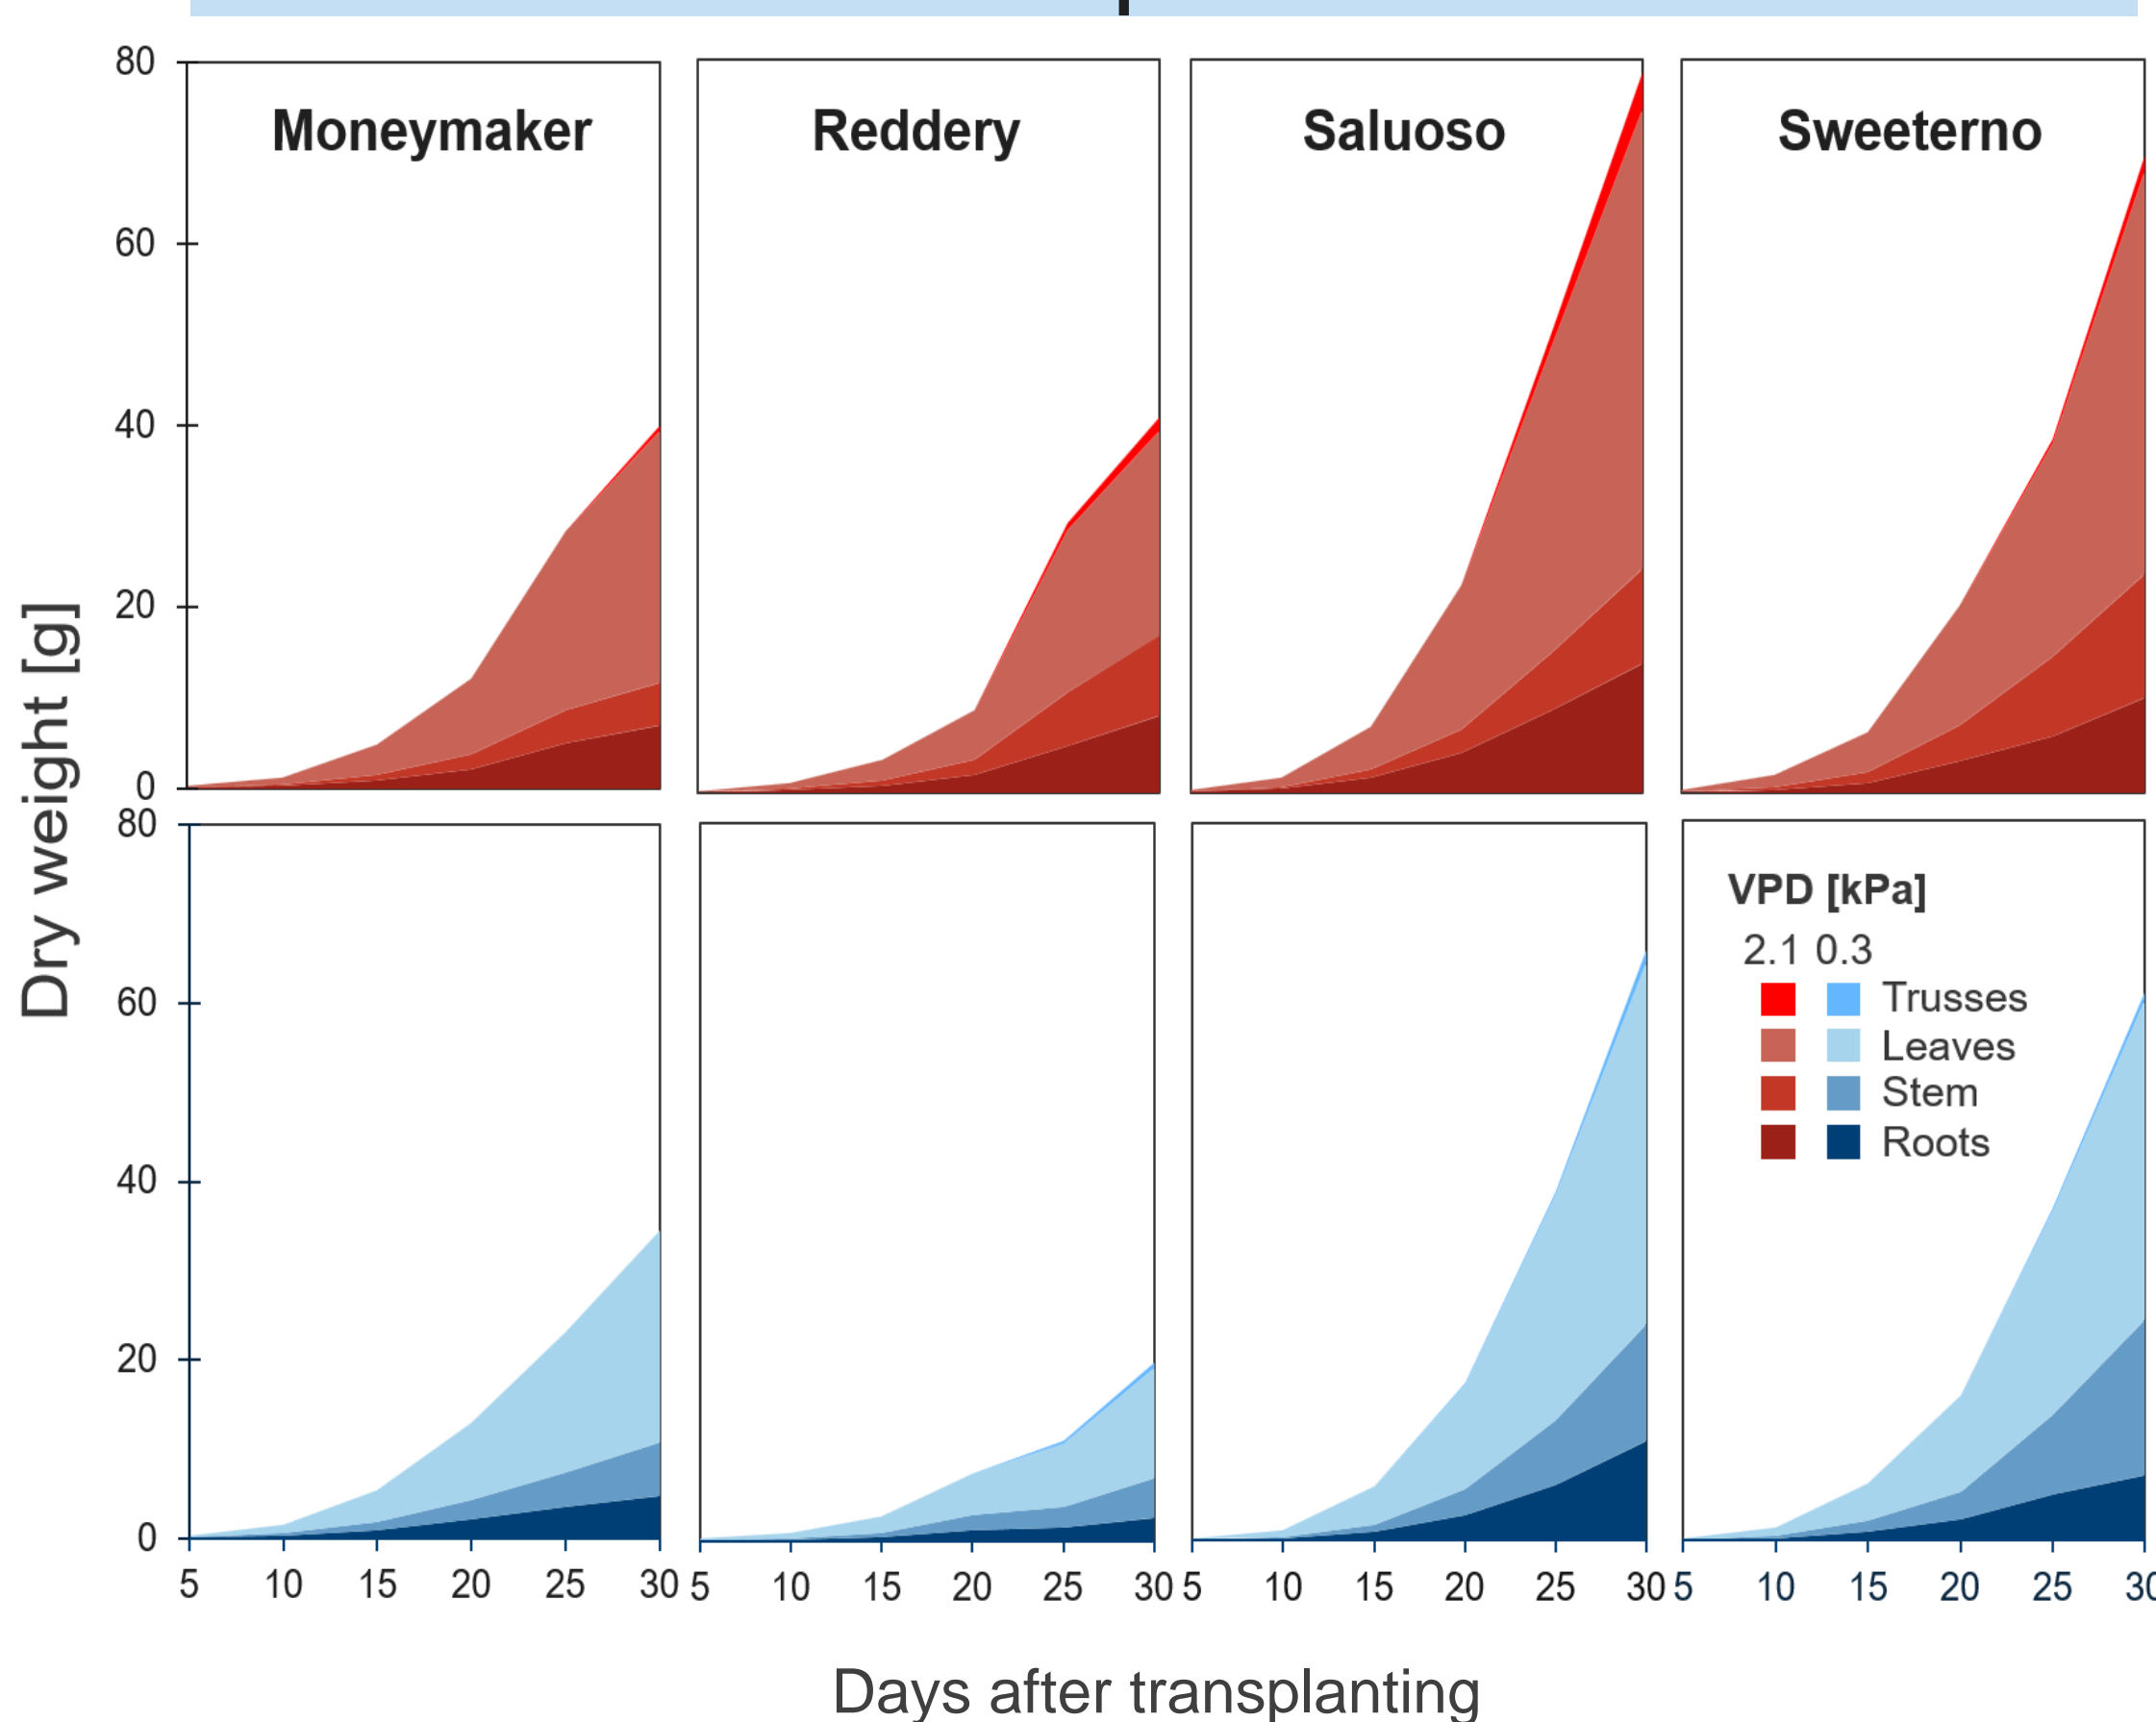 Moneymaker Reddery Saluoso Sweeterno
80
60
40
20
0
Dry weight [g]
80
60
40
20
0
VPD [kPa]
2.1 0.3
Trusses
Leaves
Stem
Roots
5 10 15 20 25 30 5 10 15 20 25 30 5 10 15 20 25 30 5 10 15 20 25 30
Days after transplanting